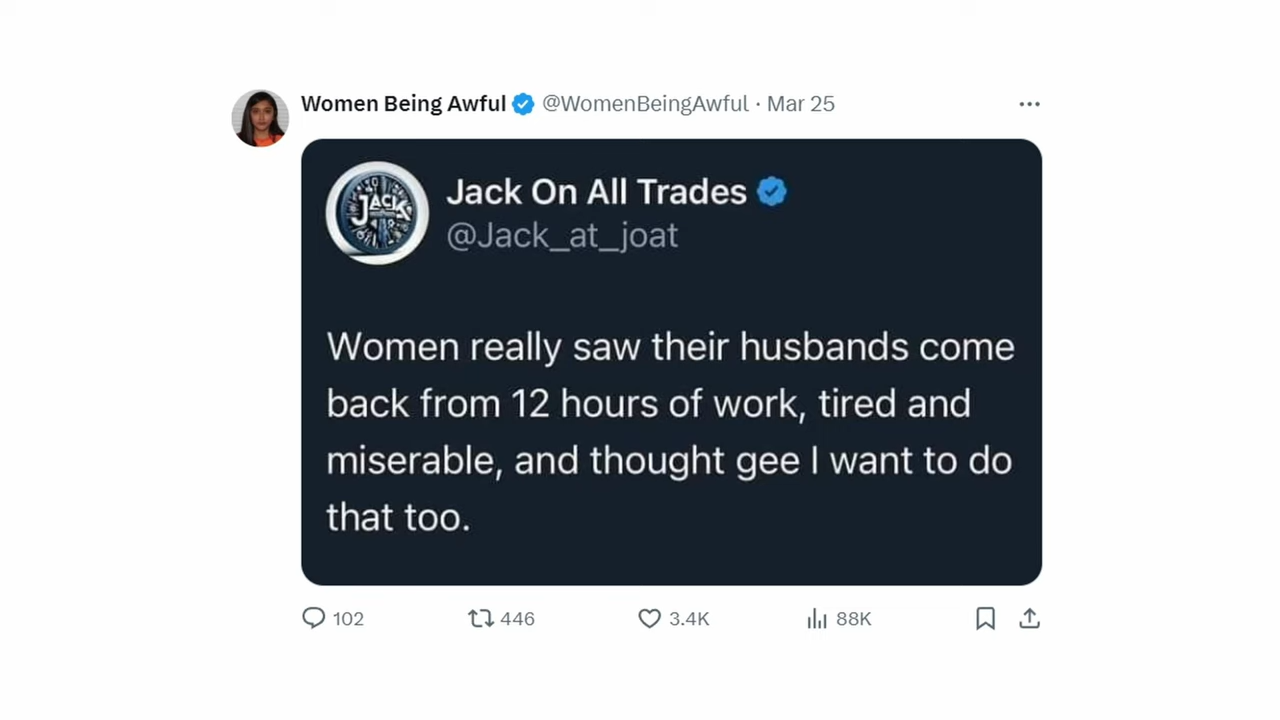 Women Being Awful @WomenBeingAwful · Mar 25
JACK
Jack On All Trades
@Jack_at_joat
Women really saw their husbands come
back from 12 hours of work, tired and
miserable, and thought gee I want to do
that too.
102 446 3.4K 88K